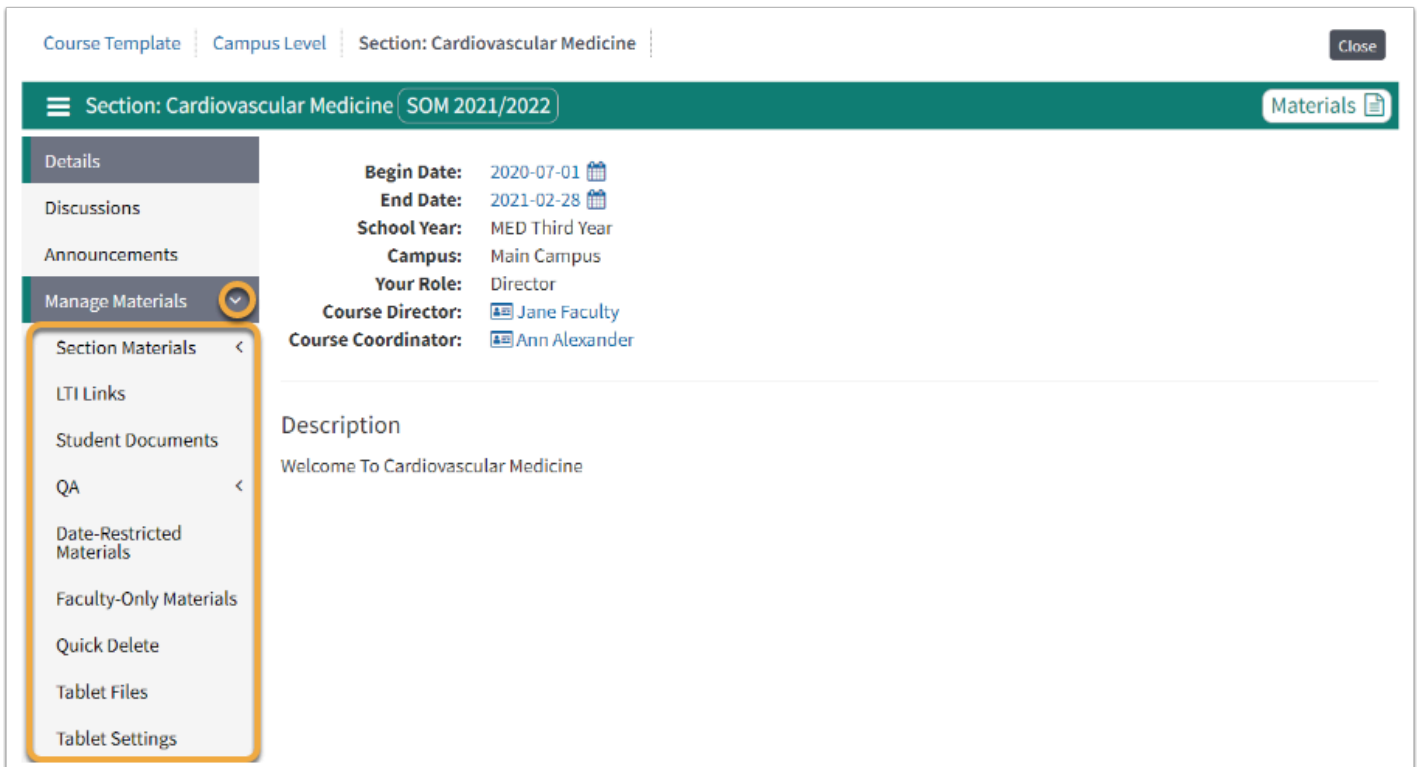 Course Template Campus Level Section: Cardiovascular Medicine Close
Section: Cardiovascular Medicine SOM 2021/2022 Materials
Details
Discussions
Announcements
Manage Materials
Section Materials
LTI Links
Student Documents
QA
Date-Restricted
Materials
Faculty-Only Materials
Quick Delete
Tablet Files
Tablet Settings
Begin Date: 2020-07-01
End Date: 2021-02-28
School Year: MED Third Year
Campus: Main Campus
Your Role: Director
Course Director: Jane Faculty
Course Coordinator: Ann Alexander
Description
Welcome To Cardiovascular Medicine